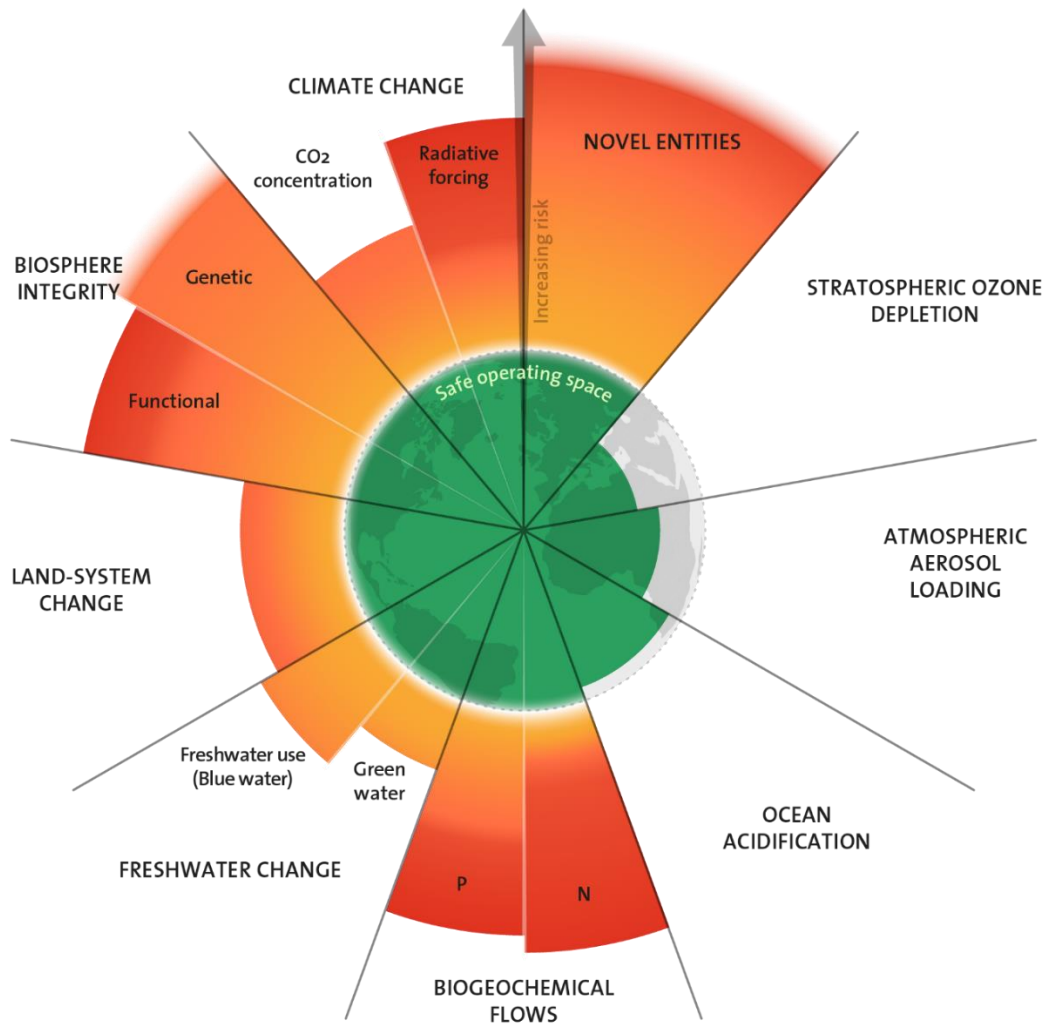 CLIMATE CHANGE
CO2
concentration
Radiative
forcing
NOVEL ENTITIES
Increasing risk
STRATOSPHERIC OZONE
DEPLETION
BIOSPHERE
INTEGRITY
Genetic
Functional
Safe operating space
ATMOSPHERIC
AEROSOL
LOADING
LAND-SYSTEM
CHANGE
Freshwater use
(Blue water)
Green
water
FRESHWATER CHANGE
OCEAN
ACIDIFICATION
P
N
BIOGEOCHEMICAL
FLOWS